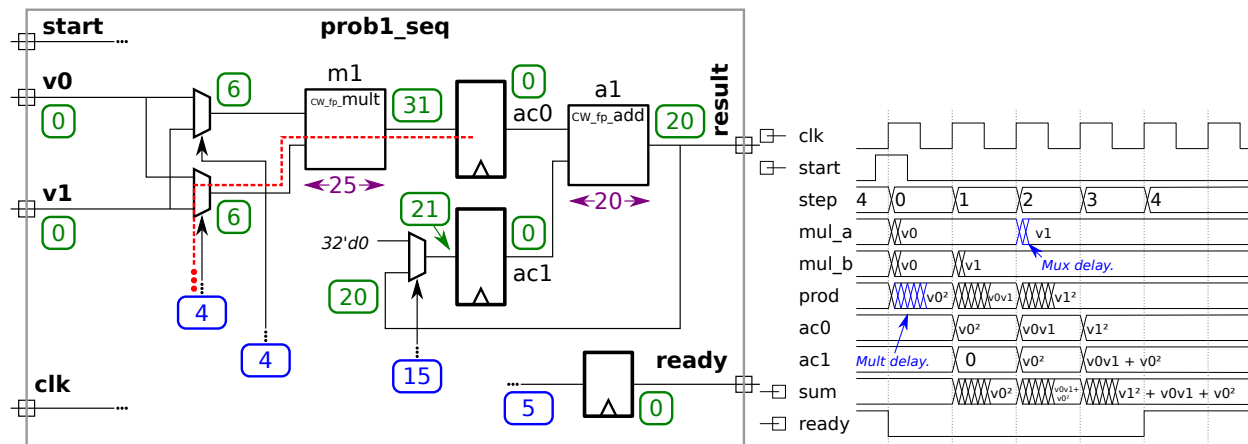 start
prob1_seq
v0
0
6
m1
CW_fp_mult
31
0
ac0
a1
CW_fp_add
20
result
25
20
v1
0
6
21
0
ac1
32'd0
20
4
4
15
ready
5
0
clk
clk
start
step 4 0 1 2 3 4
mul_a v0 v1
Mux delay.
mul_b v0 v1
prod v0² v0v1 v1²
ac0 v0² v0v1 v1²
Mult delay.
ac1 0 v0² v0v1 + v0²
sum v0² v0v1+ v0² v1² + v0v1 + v0²
ready